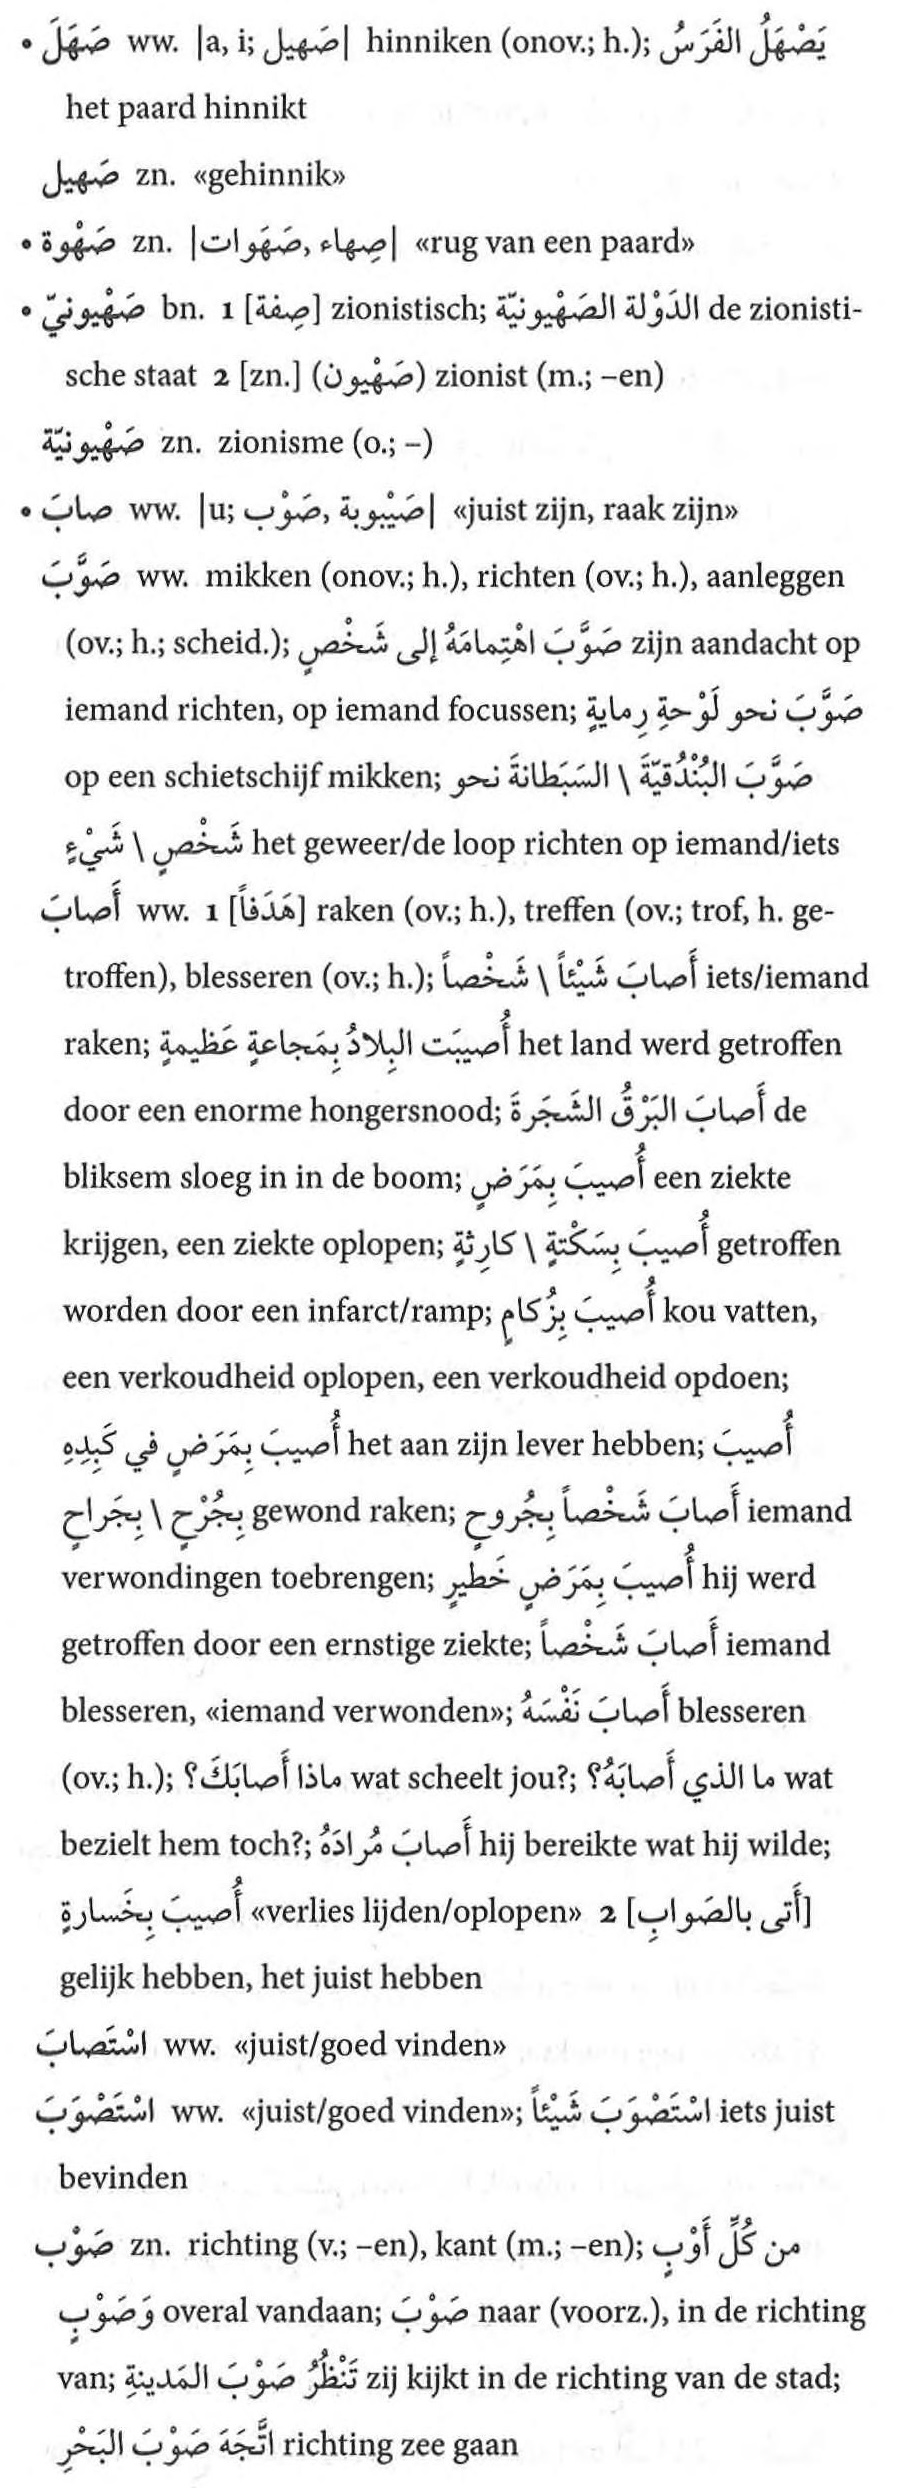 • صَهَلَ ww. |a, i; صَهيل| hinniken (onov.; h.); يَصْهَلُ الفَرَسُ
het paard hinnikt
صَهيل zn. «gehinnik»
• صَهْوة zn. |صِهاء, صَهَوات| «rug van een paard»
• صَهْيونيّ bn. 1 [صِفة] zionistisch; الدَوْلة الصَهْيونيّة de zionisti-
sche staat 2 [zn.] (صَهْيون) zionist (m.; –en)
صَهْيونيّة zn. zionisme (o.; –)
• صابَ ww. |u; صَوْب, صَيْبوبة| «juist zijn, raak zijn»
صَوَّبَ ww. mikken (onov.; h.), richten (ov.; h.), aanleggen
(ov.; h.; scheid.); صَوَّبَ اهْتِمامَهُ إلى شَخْصٍ zijn aandacht op
iemand richten, op iemand focussen; صَوَّبَ نحو لَوْحةِ رِمايةٍ
op een schietschijf mikken; صَوَّبَ البُنْدُقيّةَ \ السَبَطانةَ نحو
شَخْصٍ \ شَيْءٍ het geweer/de loop richten op iemand/iets
أَصابَ ww. 1 [هَدَفاً] raken (ov.; h.), treffen (ov.; trof, h. ge-
troffen), blesseren (ov.; h.); أَصابَ شَيْئاً \ شَخْصاً iets/iemand
raken; أُصيبَت البِلادُ بِمَجاعةٍ عَظيمةٍ het land werd getroffen
door een enorme hongersnood; أَصابَ البَرْقُ الشَجَرةَ de
bliksem sloeg in in de boom; أُصيبَ بِمَرَضٍ een ziekte
krijgen, een ziekte oplopen; أُصيبَ بِسَكْتةٍ \ كارِثةٍ getroffen
worden door een infarct/ramp; أُصيبَ بِزُكامٍ kou vatten,
een verkoudheid oplopen, een verkoudheid opdoen;
أُصيبَ بِمَرَضٍ في كَبِدِهِ het aan zijn lever hebben; أُصيبَ
بِجُرْحٍ \ بِجَراحٍ gewond raken; أَصابَ شَخْصاً بِجُروحٍ iemand
verwondingen toebrengen; أُصيبَ بِمَرَضٍ خَطيرٍ hij werd
getroffen door een ernstige ziekte; أَصابَ شَخْصاً iemand
blesseren, «iemand verwonden»; أَصابَ نَفْسَهُ blesseren
(ov.; h.); ماذا أَصابَكَ؟ wat scheelt jou?; ما الذي أَصابَهُ؟ wat
bezielt hem toch?; أَصابَ مُرادَهُ hij bereikte wat hij wilde;
أُصيبَ بِخَسارةٍ «verlies lijden/oplopen» 2 [أَتى بالصَوابِ]
gelijk hebben, het juist hebben
اسْتَصابَ ww. «juist/goed vinden»
اسْتَصْوَبَ ww. «juist/goed vinden»; اسْتَصْوَبَ شَيْئاً iets juist
bevinden
صَوْب zn. richting (v.; –en), kant (m.; –en); من كُلِّ أَوْبٍ
وَصَوْبٍ overal vandaan; صَوْبَ naar (voorz.), in de richting
van; تَنْظُرُ صَوْبَ المَدينةِ zij kijkt in de richting van de stad;
اتَّجَهَ صَوْبَ البَحْرِ richting zee gaan